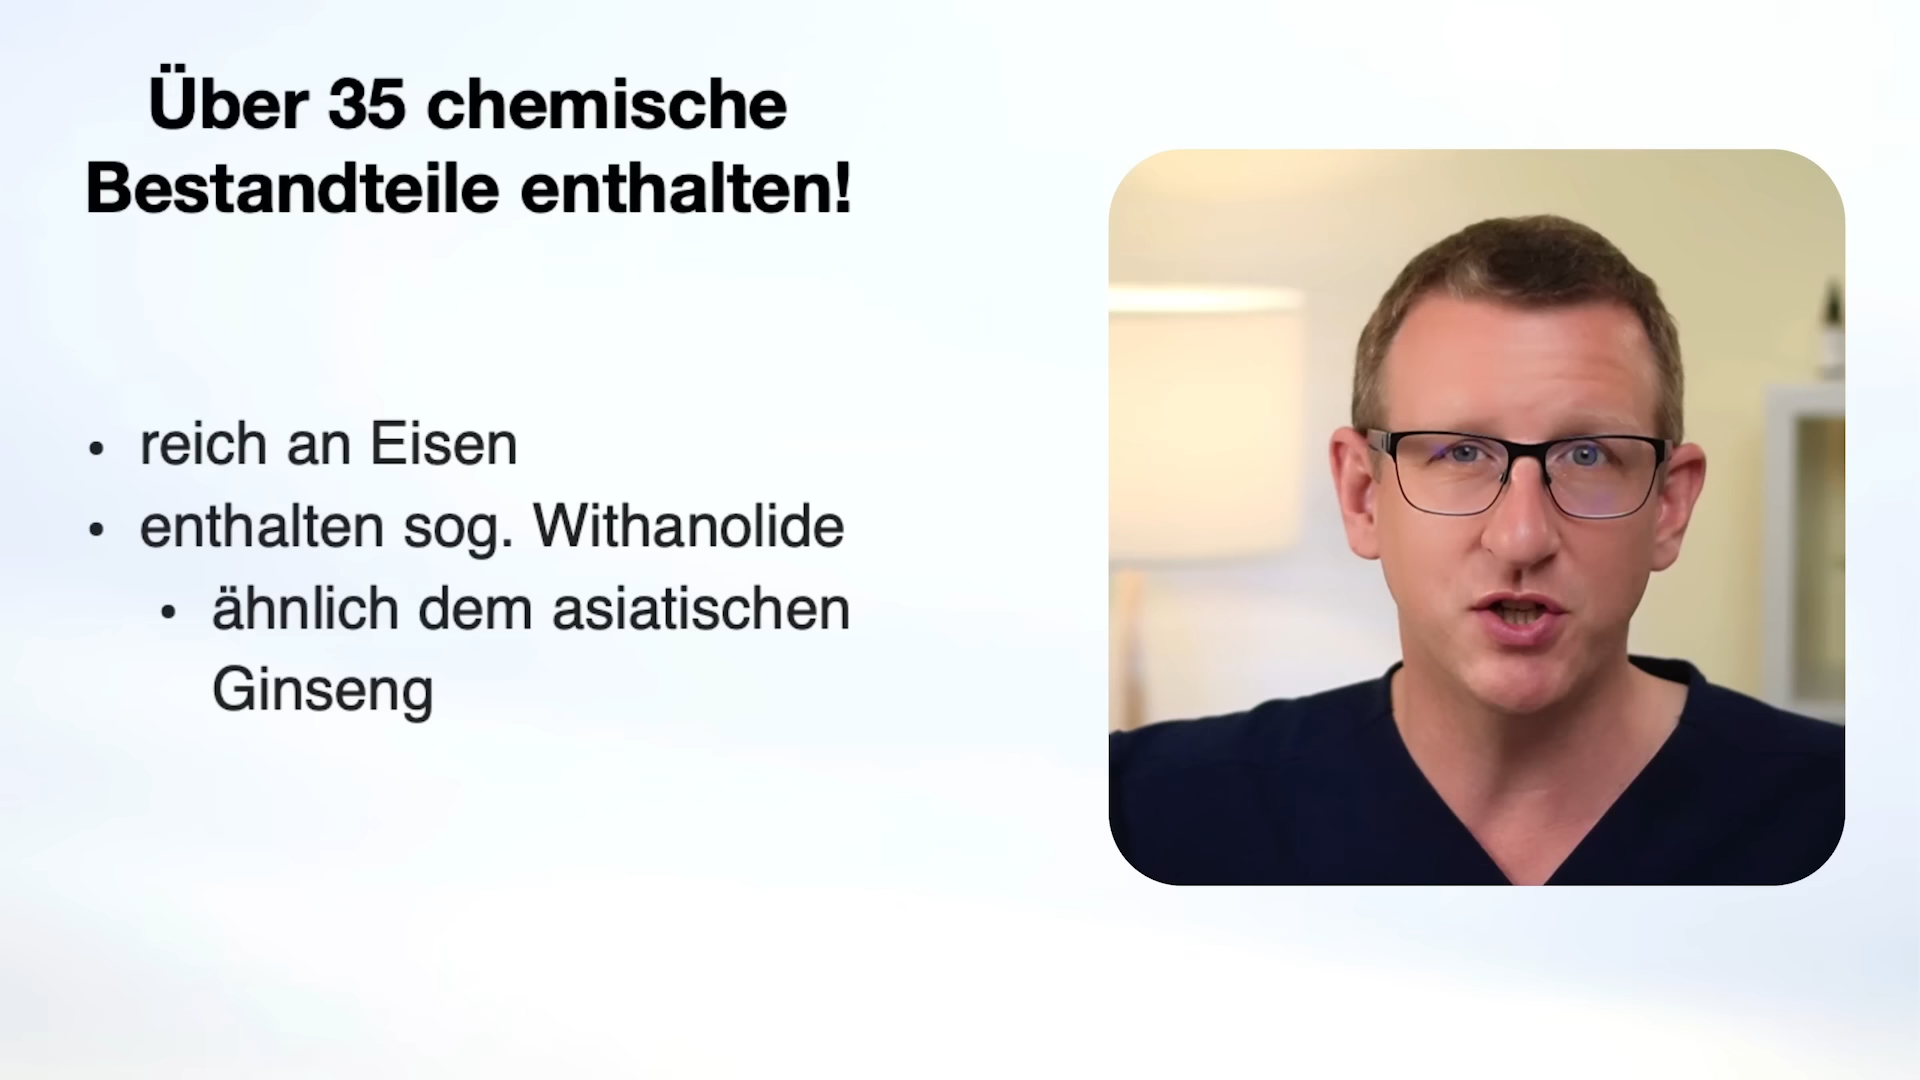 Über 35 chemische
Bestandteile enthalten!
• reich an Eisen
• enthalten sog. Withanolide
• ähnlich dem asiatischen
Ginseng